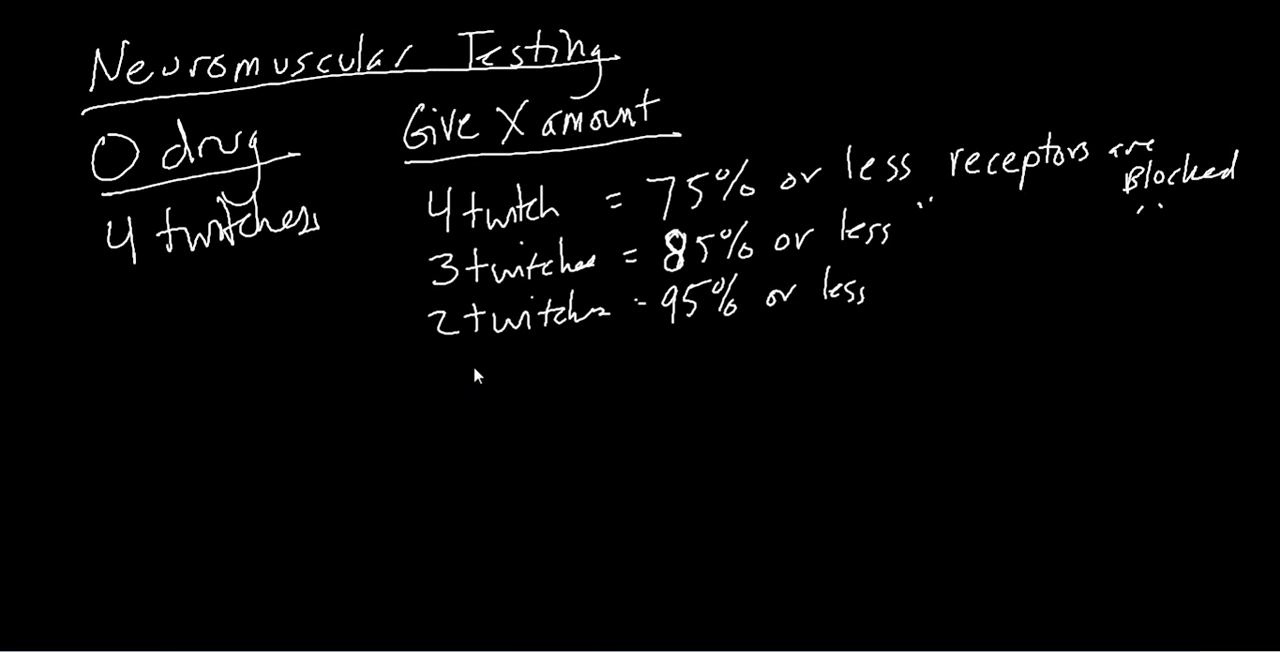 Neuromuscular Testing
0 drug
4 twitches
Give X amount
4 twitch = 75% or less receptors are Blocked
3 twitches = 85% or less "  "
2 twitches = 95% or less